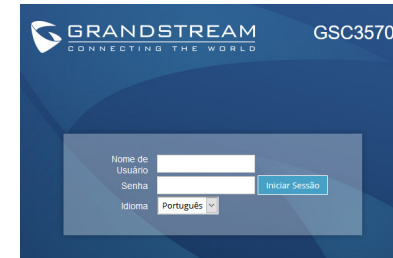 GRANDSTREAM
CONNECTING THE WORLD
GSC3570
Nome de
Usuário
Senha
Iniciar Sessão
Idioma
Português